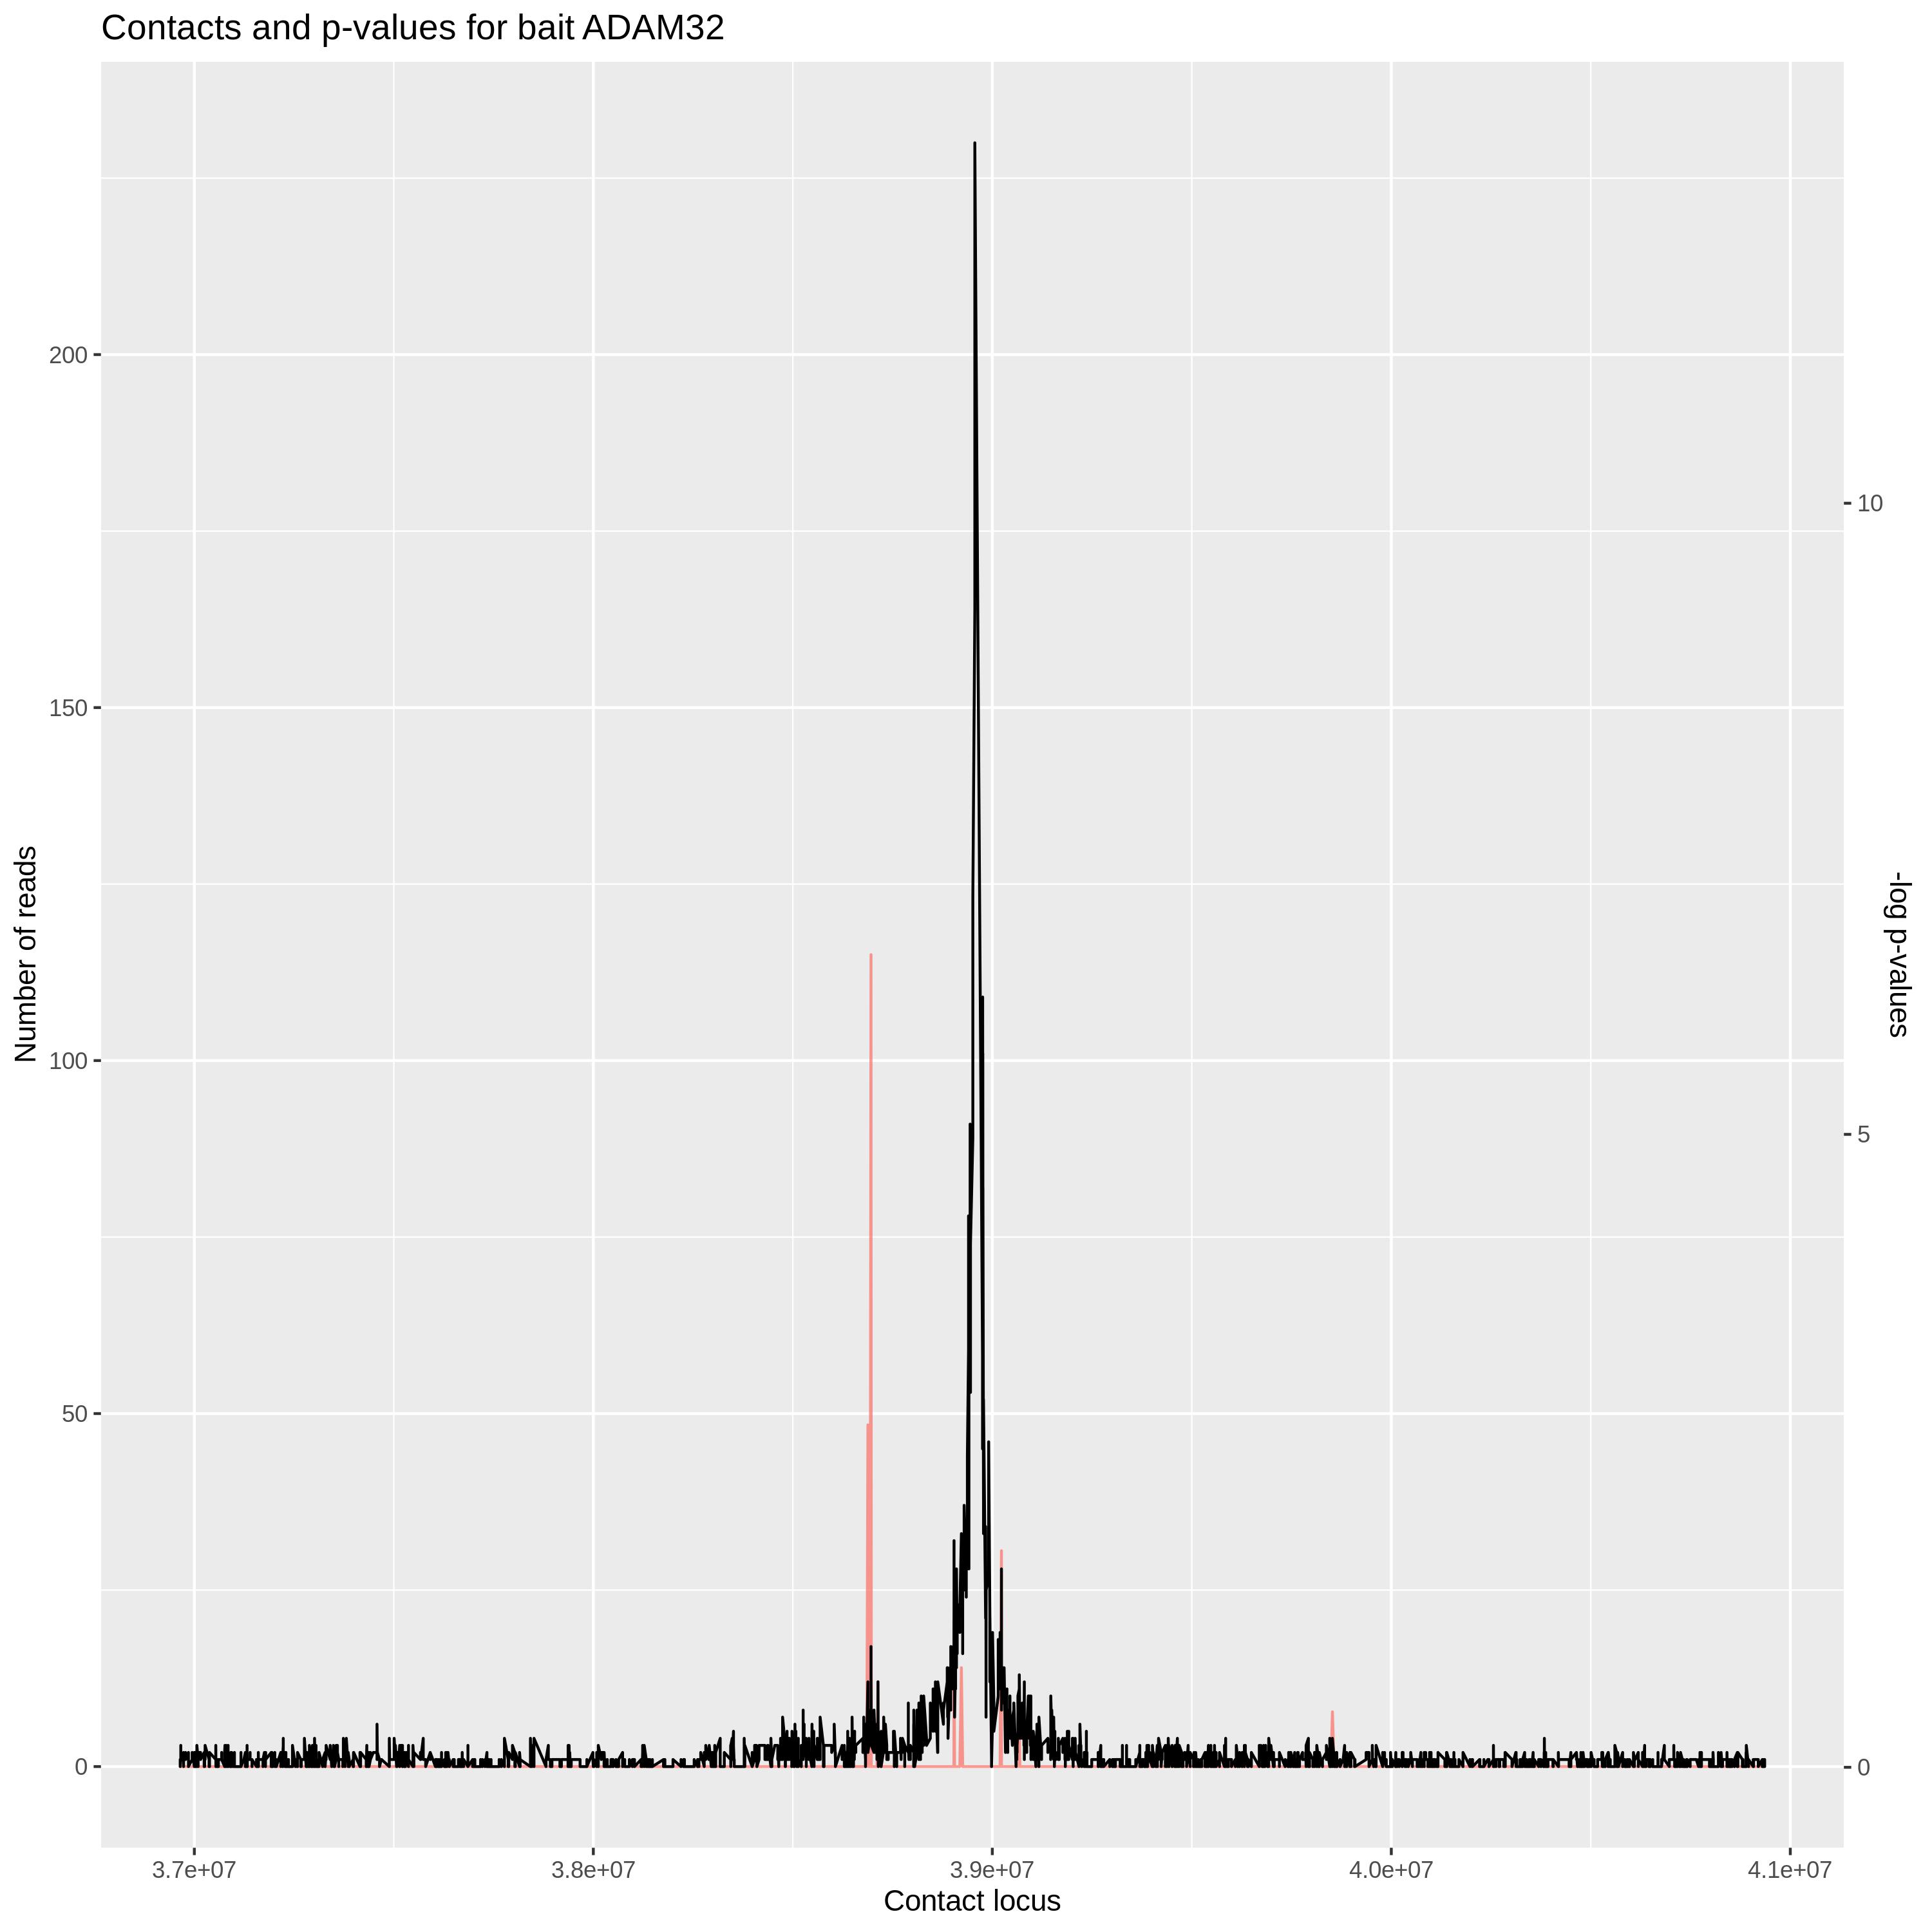 Contacts and p-values for bait ADAM32
Number of reads
200
150
100
50
0
10
5
0
-log p-values
3.7e+07
3.8e+07
3.9e+07
4.0e+07
4.1e+07
Contact locus